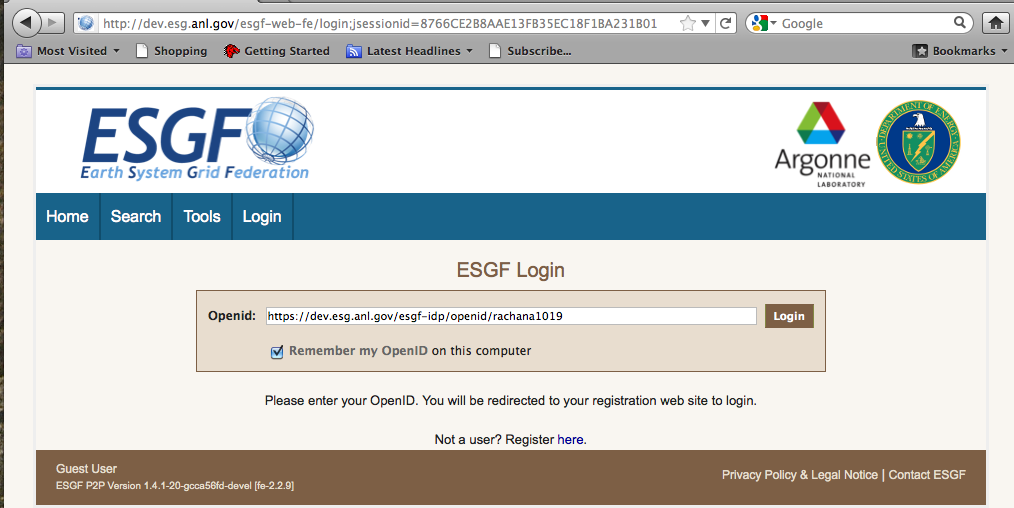 http://dev.esg.anl.gov/esgf-web-fe/login;jsessionid=8766CE2B8AAE13FB35EC18F1BA231B01
Google
Most Visited
Shopping
Getting Started
Latest Headlines
Subscribe...
Bookmarks
ESGF
Earth System Grid Federation
Argonne
NATIONAL
LABORATORY
DEPARTMENT OF ENERGY
UNITED STATES OF AMERICA
Home
Search
Tools
Login
ESGF Login
Openid:
https://dev.esg.anl.gov/esgf-idp/openid/rachana1019
Login
Remember my OpenID on this computer
Please enter your OpenID. You will be redirected to your registration web site to login.
Not a user? Register here.
Guest User
ESGF P2P Version 1.4.1-20-gcca56fd-devel [fe-2.2.9]
Privacy Policy & Legal Notice | Contact ESGF